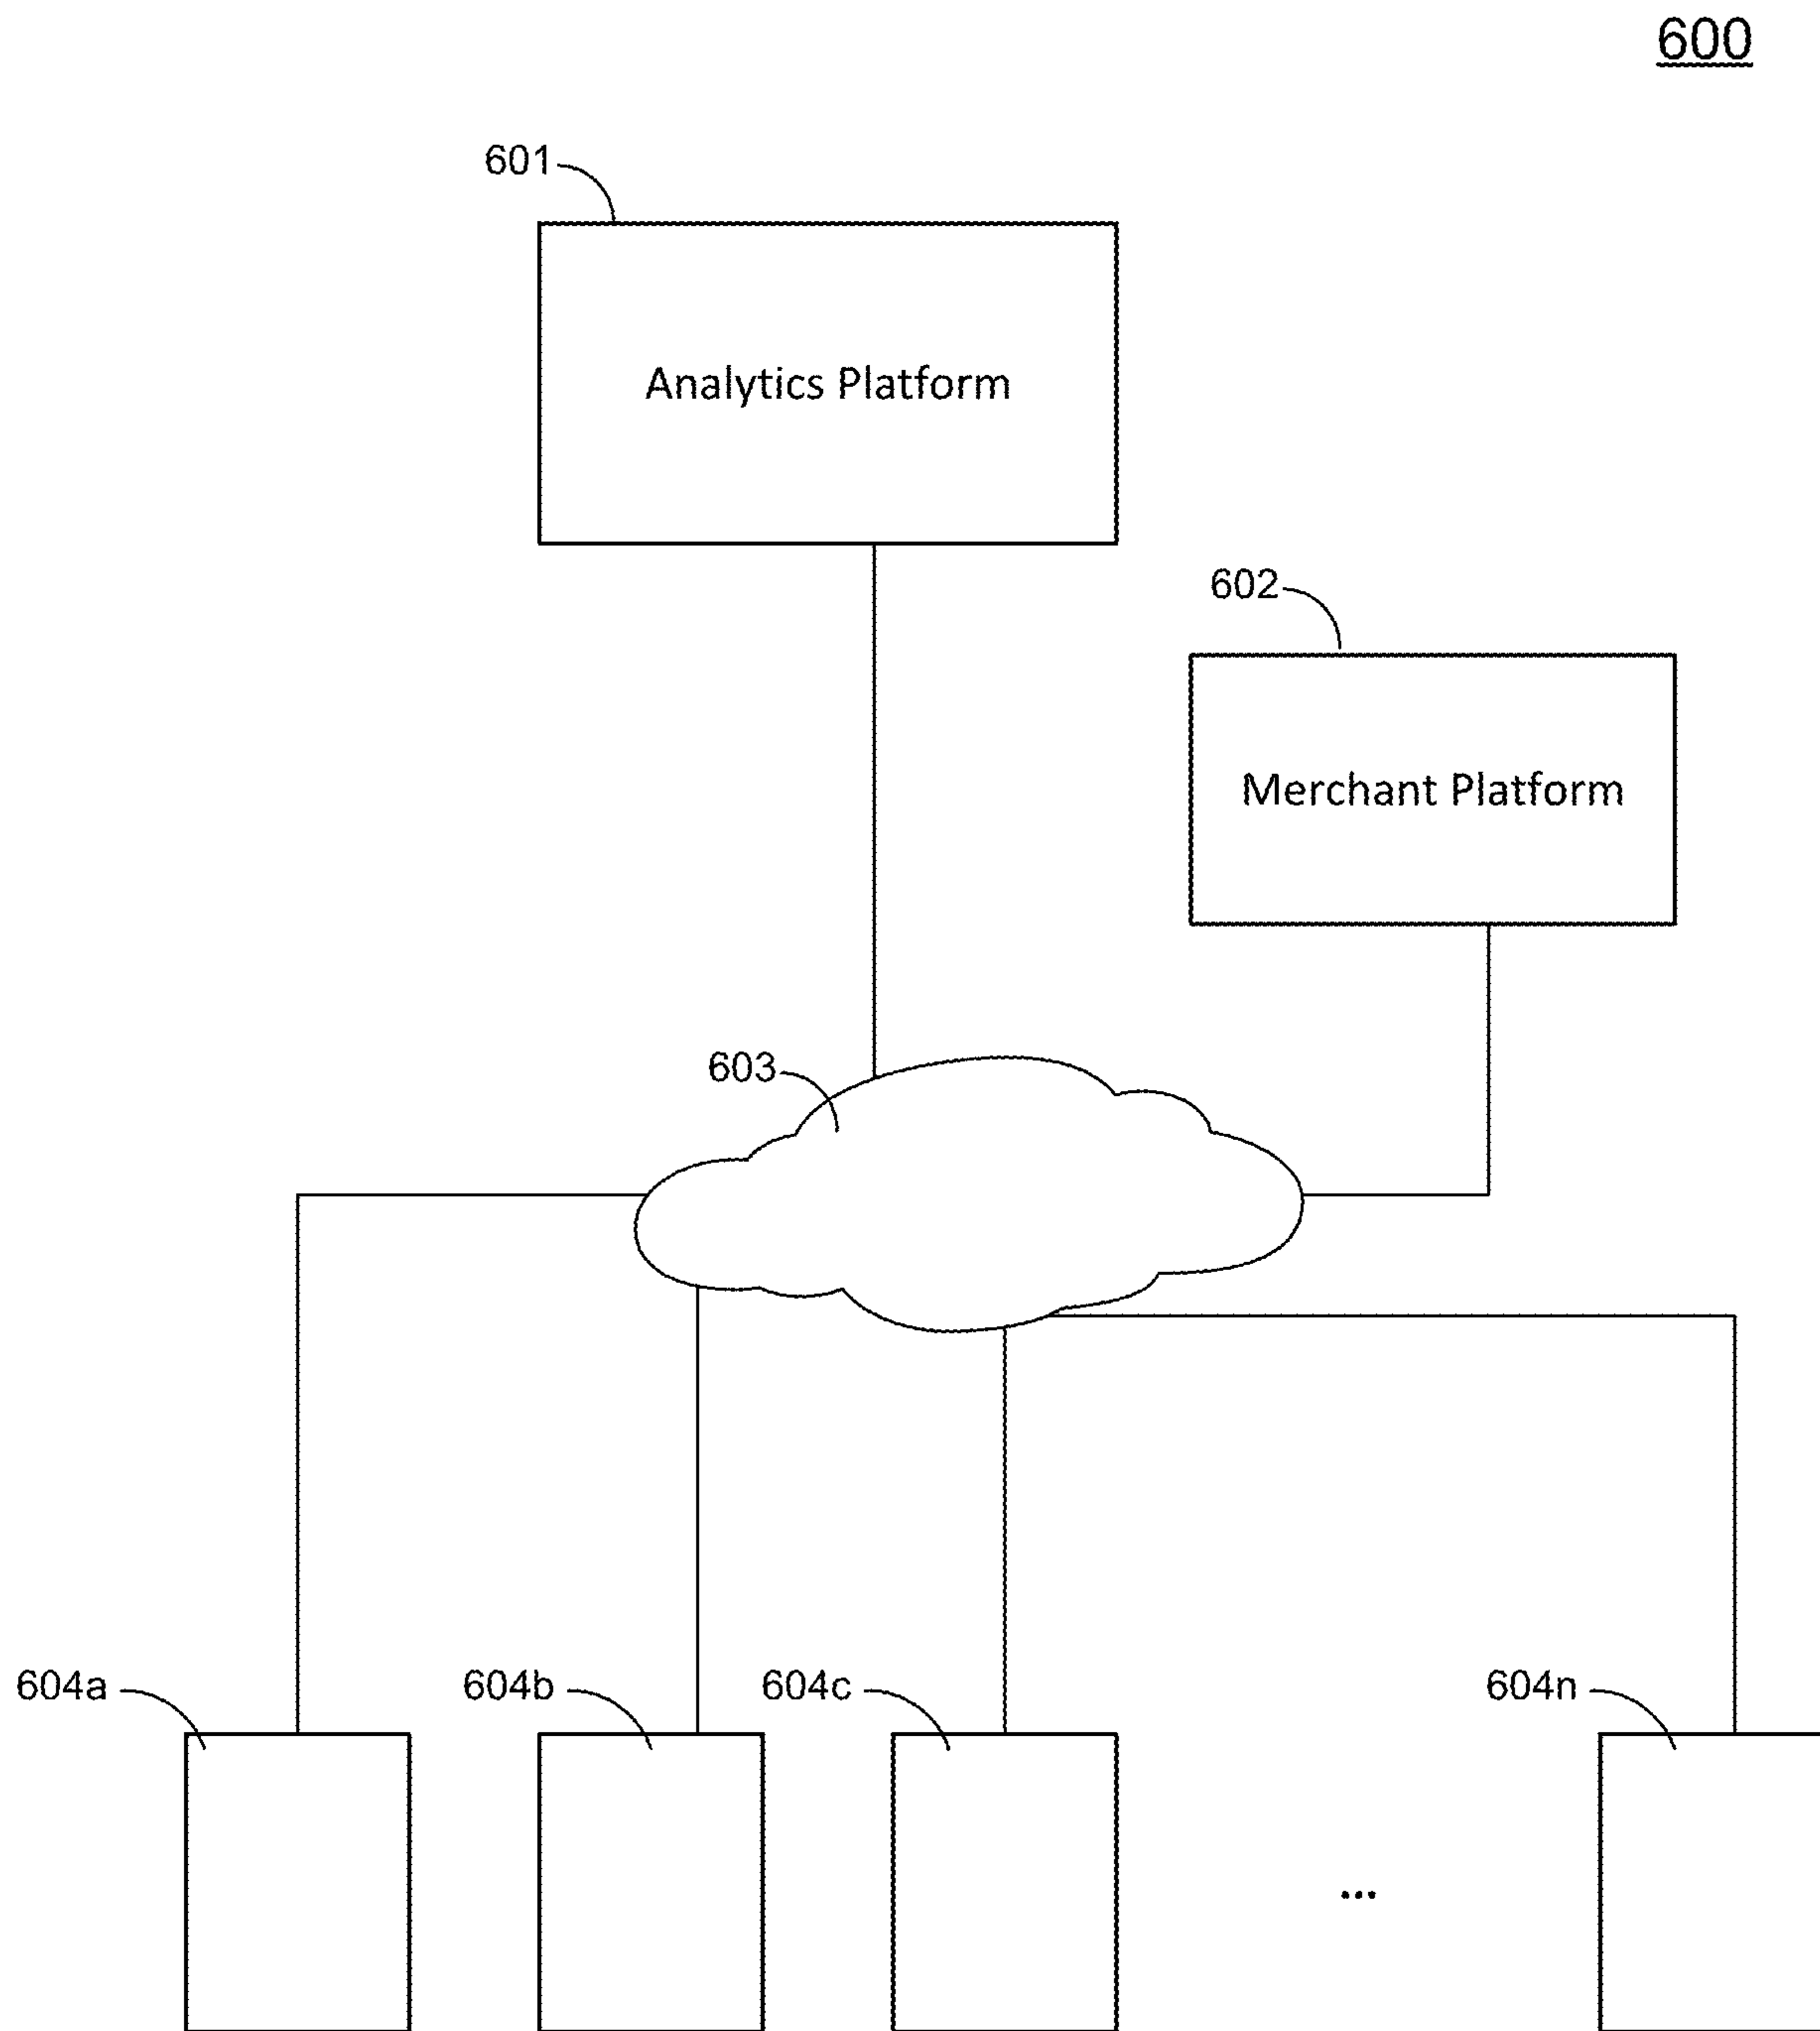 600
601
Analytics Platform
602
Merchant Platform
603
604a
604b
604c
604n
...